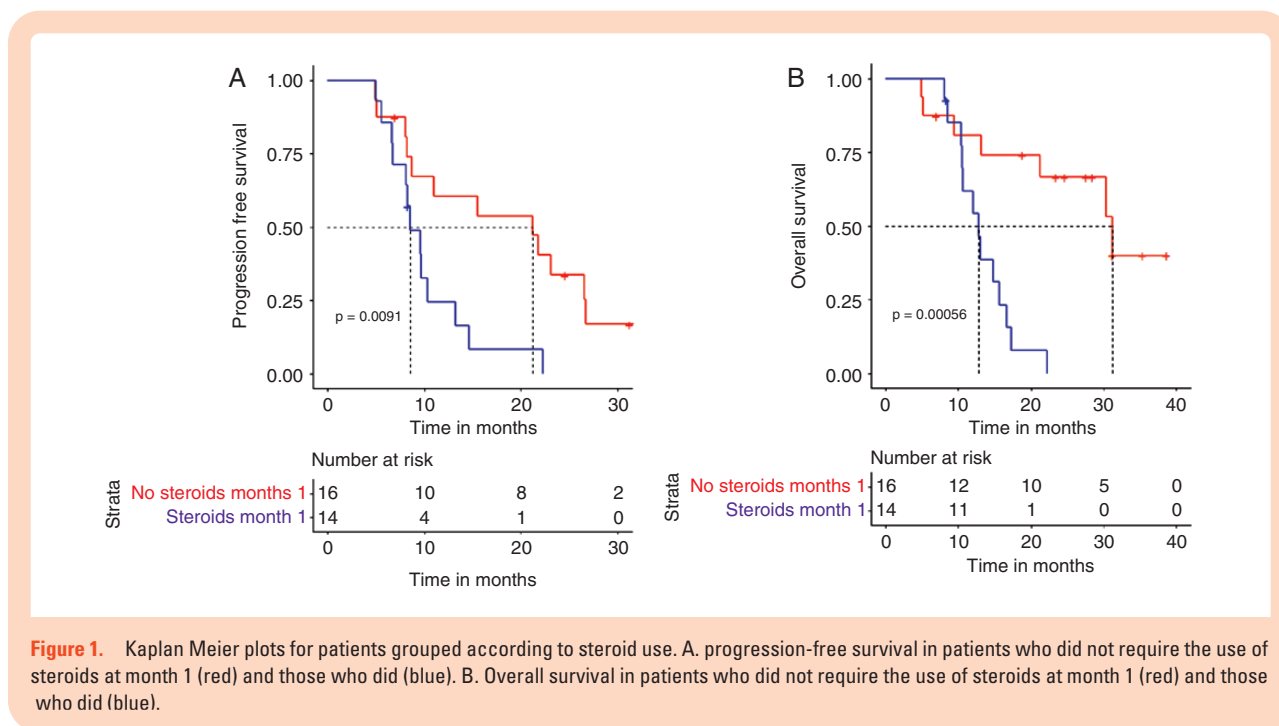 A
Progression free survival
1.00
0.75
0.50
0.25
0.00
p = 0.0091
0 10 20 30
Time in months
Number at risk
Strata
No steroids months 1 16 10 8 2
Steroids month 1 14 4 1 0
0 10 20 30
Time in months
B
Overall survival
1.00
0.75
0.50
0.25
0.00
p = 0.00056
0 10 20 30 40
Time in months
Number at risk
Strata
No steroids months 1 16 12 10 5 0
Steroids month 1 14 11 1 0 0
0 10 20 30 40
Time in months
Figure 1. Kaplan Meier plots for patients grouped according to steroid use. A. progression-free survival in patients who did not require the use of
steroids at month 1 (red) and those who did (blue). B. Overall survival in patients who did not require the use of steroids at month 1 (red) and those
who did (blue).